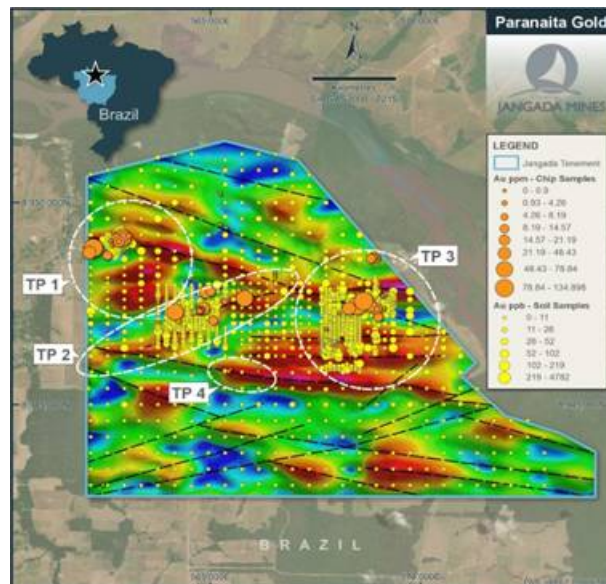 Paranaita Gold
JANGADA MINES
Brazil
LEGEND
Jangada Tenement
Au ppm - Chip Samples
0 - 0.9
0.93 - 4.26
4.26 - 8.19
8.19 - 14.57
14.57 - 21.19
21.19 - 48.43
48.43 - 78.84
78.84 - 134.898
Au ppb - Soil Samples
0 - 11
11 - 26
26 - 52
52 - 102
102 - 219
219 - 4782
TP 1
TP 3
TP 2
TP 4
BRAZIL